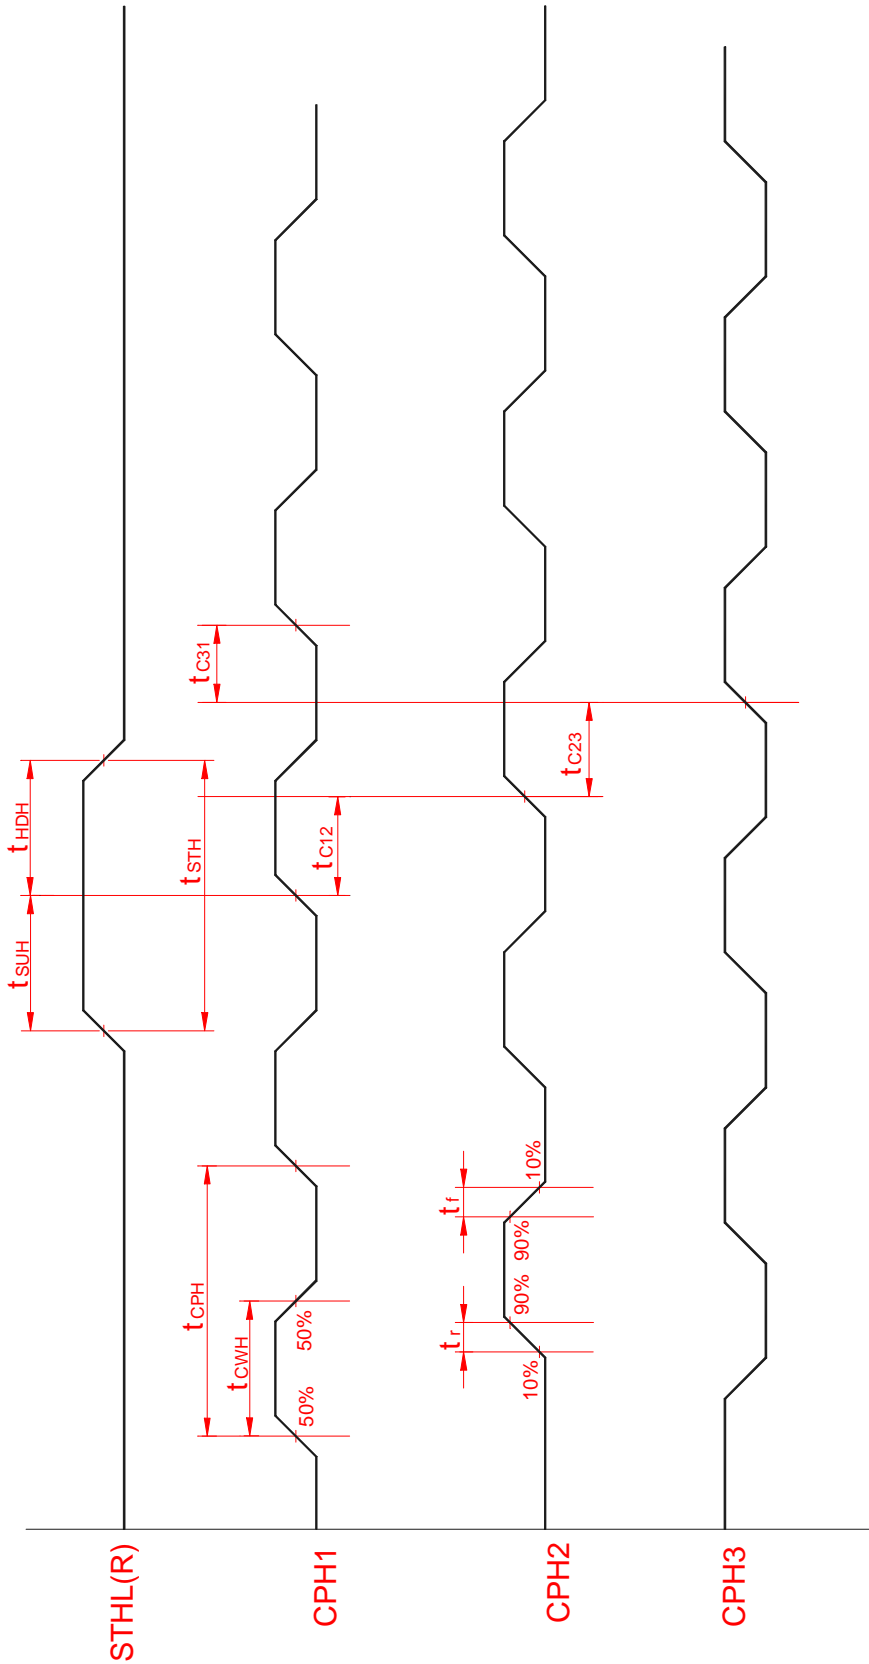 STHL(R)
tSUH
tHDH
tSTH
CPH1
tCPH
tCWH
50%
50%
tC12
tC31
CPH2
tr
tf
10%
90%
90%
10%
tC23
CPH3